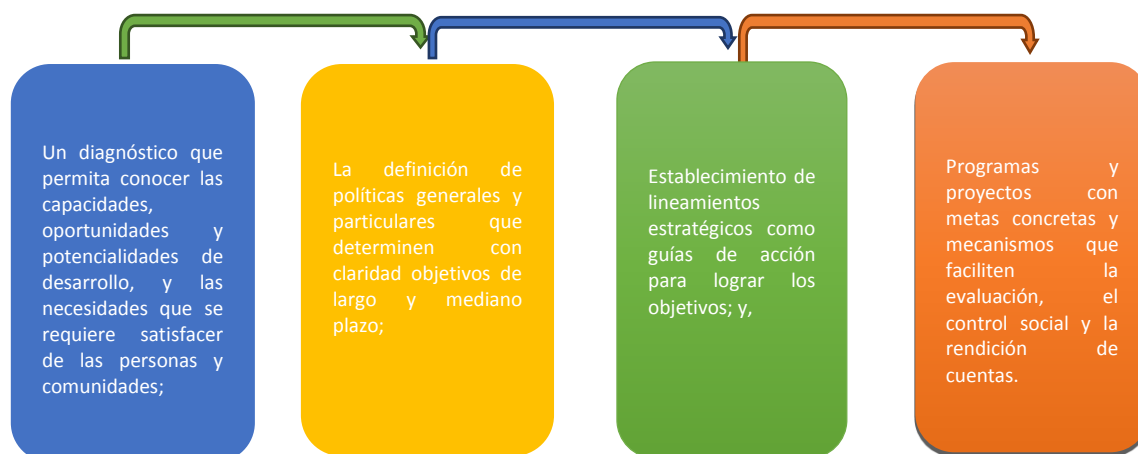 Un diagnóstico que
permita conocer las
capacidades,
oportunidades y
potencialidades de
desarrollo, y las
necesidades que se
requiere satisfacer
de las personas y
comunidades;
La definición de
políticas generales y
particulares que
determinen con
claridad objetivos de
largo y mediano
plazo;
Establecimiento de
lineamientos
estratégicos como
guías de acción
para lograr los
objetivos; y,
Programas y
proyectos con
metas concretas y
mecanismos que
faciliten la
evaluación, el
control social y la
rendición de
cuentas.